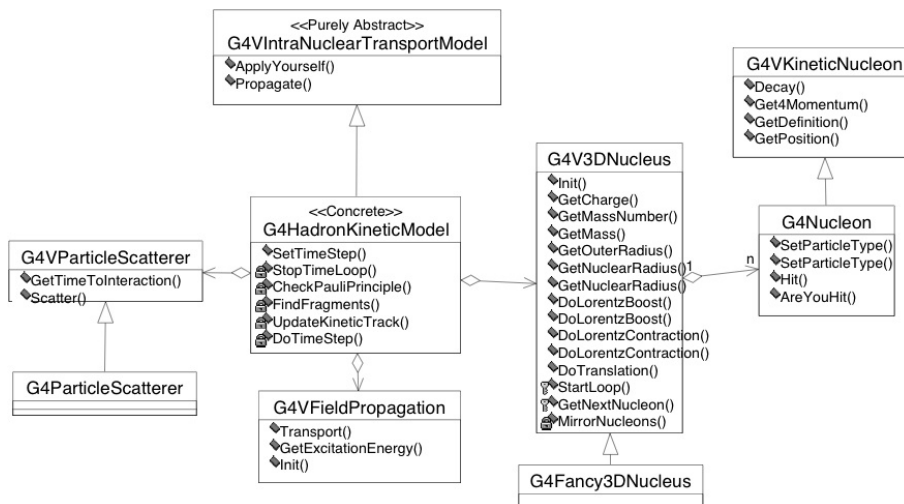 <<Purely Abstract>>
G4VIntraNuclearTransportModel
ApplyYourself()
Propagate()
G4VKineticNucleon
Decay()
Get4Momentum()
GetDefinition()
GetPosition()
G4V3DNucleus
Init()
GetCharge()
GetMassNumber()
GetMass()
GetOuterRadius()
GetNuclearRadius()
GetNuclearRadius()
DoLorentzBoost()
DoLorentzBoost()
DoLorentzContraction()
DoLorentzContraction()
DoTranslation()
StartLoop()
GetNextNucleon()
MirrorNucleons()
1
n
G4Nucleon
SetParticleType()
SetParticleType()
Hit()
AreYouHit()
<<Concrete>>
G4HadronKineticModel
SetTimeStep()
StopTimeLoop()
CheckPauliPrinciple()
FindFragments()
UpdateKineticTrack()
DoTimeStep()
G4VParticleScatterer
GetTimeToInteraction()
Scatter()
G4ParticleScatterer
G4VFieldPropagation
Transport()
GetExcitationEnergy()
Init()
G4Fancy3DNucleus